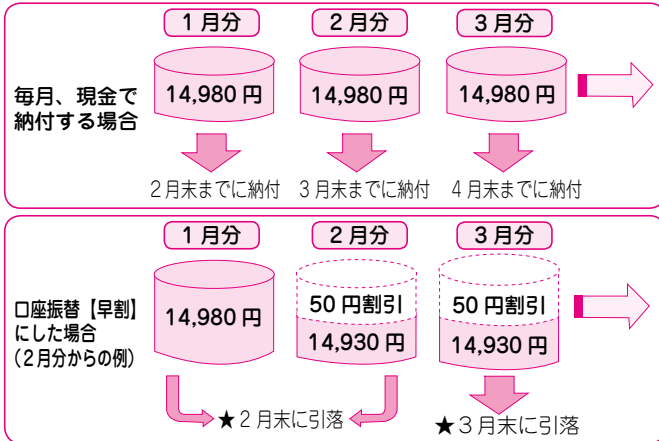 1月分 2月分 3月分
毎月、現金で
納付する場合
14,980円 14,980円 14,980円
2月末までに納付 3月末までに納付 4月末までに納付
1月分 2月分 3月分
口座振替【早割】
にした場合
（2月分からの例）
14,980円
50円割引 50円割引
14,930円 14,930円
★2月末に引落 ★3月末に引落